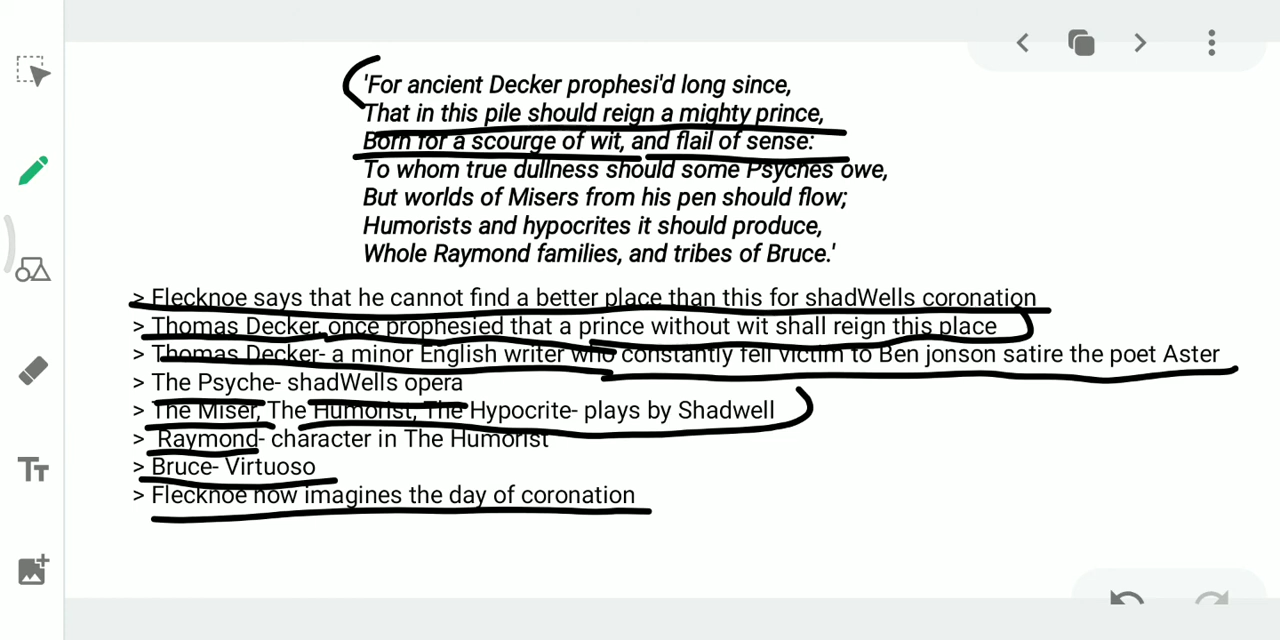 'For ancient Decker prophesi'd long since,
That in this pile should reign a mighty prince,
Born for a scourge of wit, and flail of sense:
To whom true dullness should some Psyches owe,
But worlds of Misers from his pen should flow;
Humorists and hypocrites it should produce,
Whole Raymond families, and tribes of Bruce.'
> Flecknoe says that he cannot find a better place than this for shadWells coronation
> Thomas Decker, once prophesied that a prince without wit shall reign this place
> Thomas Decker- a minor English writer who constantly fell victim to Ben jonson satire the poet Aster
> The Psyche- shadWells opera
> The Miser, The Humorist, The Hypocrite- plays by Shadwell
> Raymond- character in The Humorist
> Bruce- Virtuoso
> Flecknoe now imagines the day of coronation
Tт